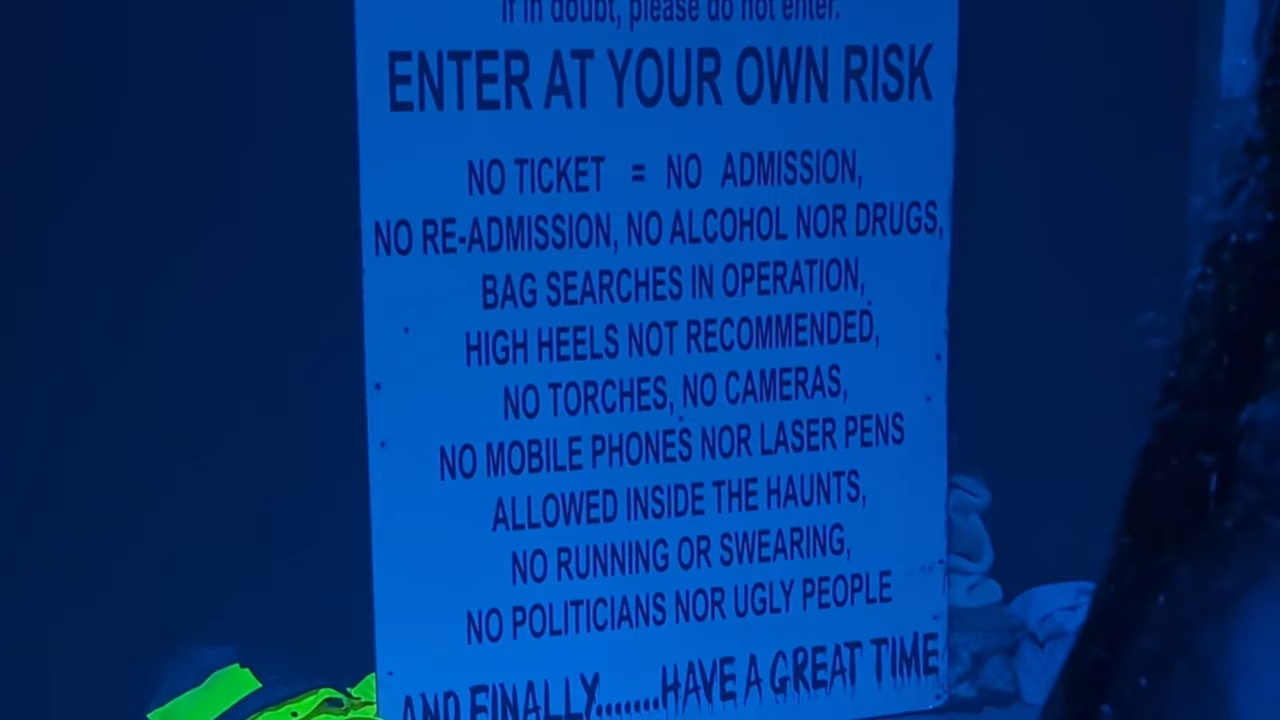 If in doubt, please do not enter.
ENTER AT YOUR OWN RISK
NO TICKET = NO ADMISSION,
NO RE-ADMISSION, NO ALCOHOL NOR DRUGS,
BAG SEARCHES IN OPERATION,
HIGH HEELS NOT RECOMMENDED,
NO TORCHES, NO CAMERAS,
NO MOBILE PHONES NOR LASER PENS
ALLOWED INSIDE THE HAUNTS,
NO RUNNING OR SWEARING,
NO POLITICIANS NOR UGLY PEOPLE
AND FINALLY.......HAVE A GREAT TIME